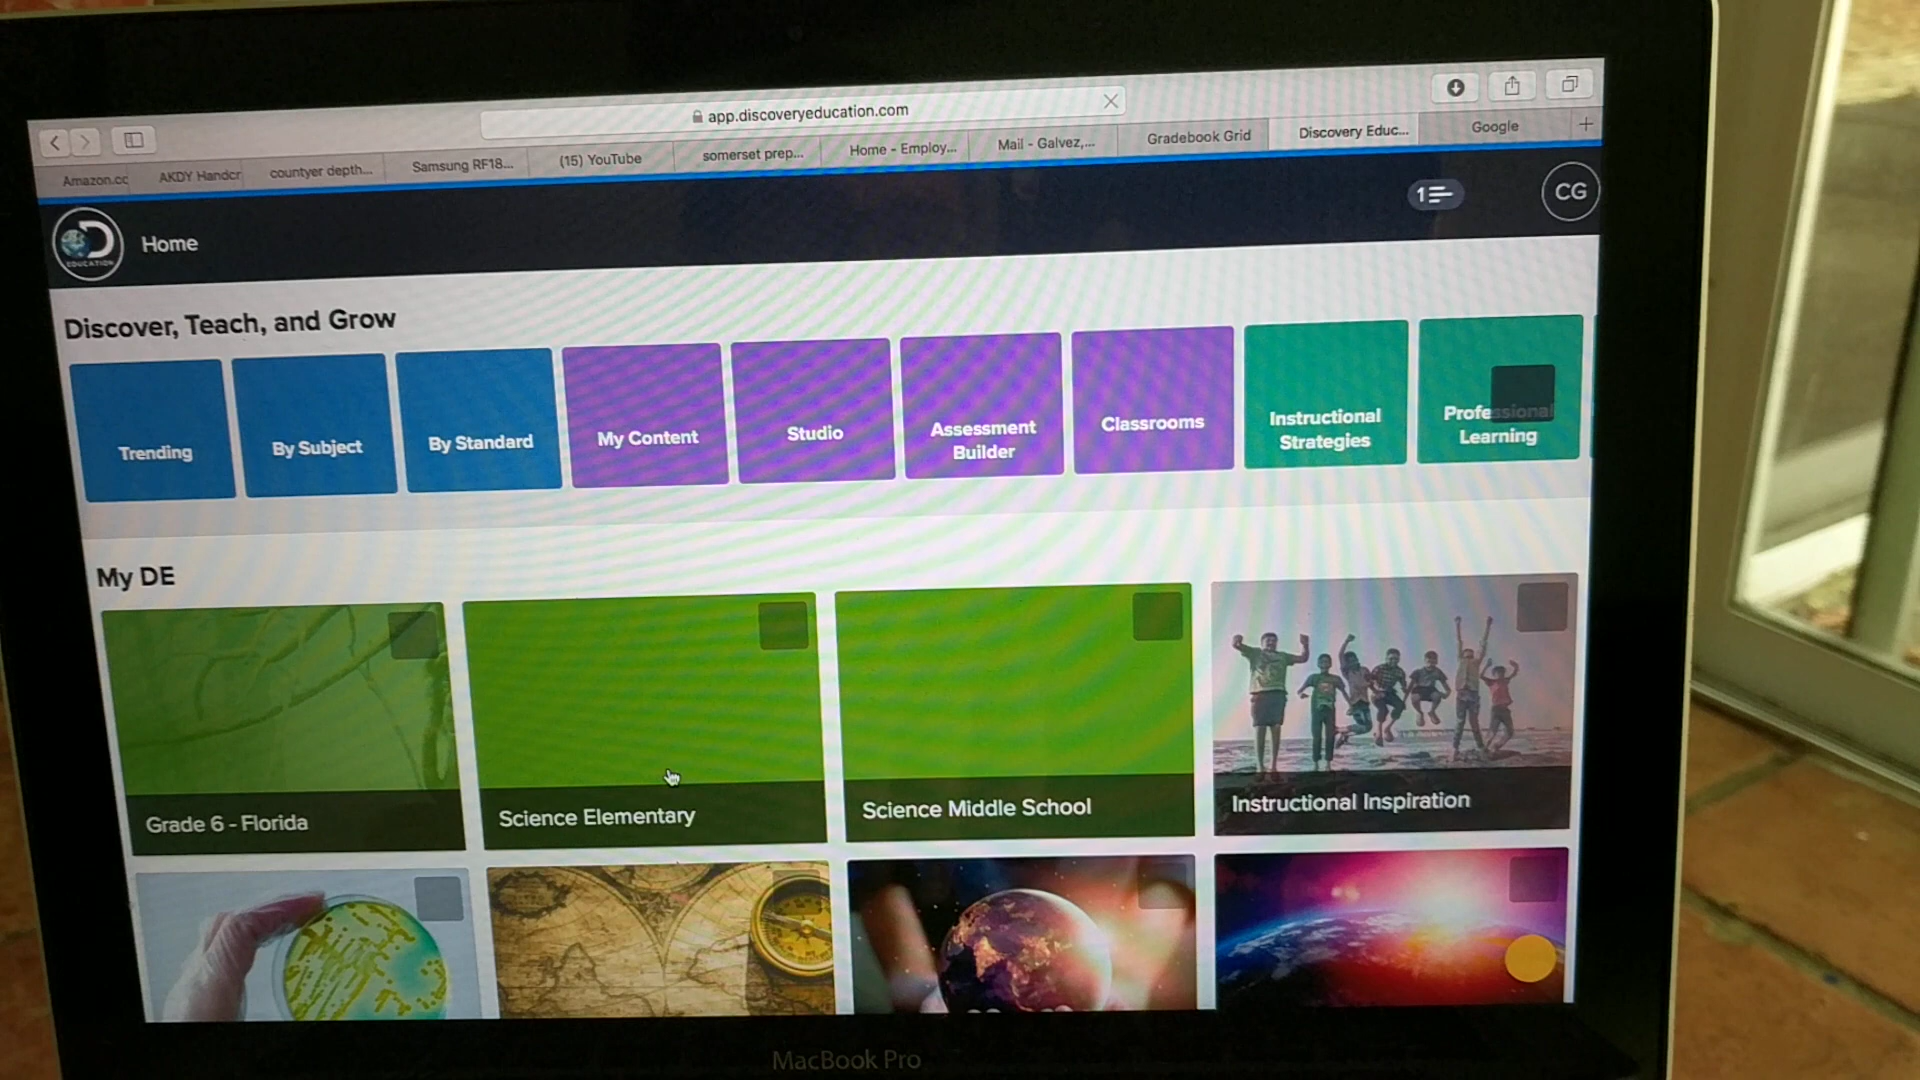 app.discoveryeducation.com
Amazon.cc
AKDY Handcr
countyer depth...
Samsung RF18...
(15) YouTube
somerset prep...
Home - Employ...
Mail - Galvez,...
Gradebook Grid
Discovery Educ...
Google
EDUCATION
Home
1
CG
Discover, Teach, and Grow
Trending
By Subject
By Standard
My Content
Studio
Assessment
Builder
Classrooms
Instructional
Strategies
Professional
Learning
My DE
Grade 6 - Florida
Science Elementary
Science Middle School
Instructional Inspiration
MacBook Pro